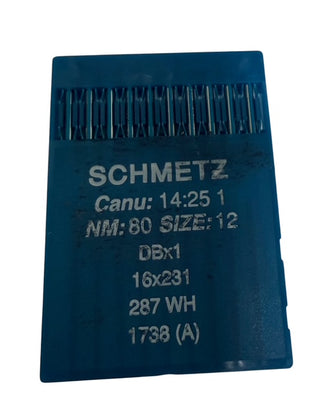 SCHMETZ
Canu: 14:25 1
NM: 80 SIZE: 12
DBx1
16x231
287 WH
1738 (A)